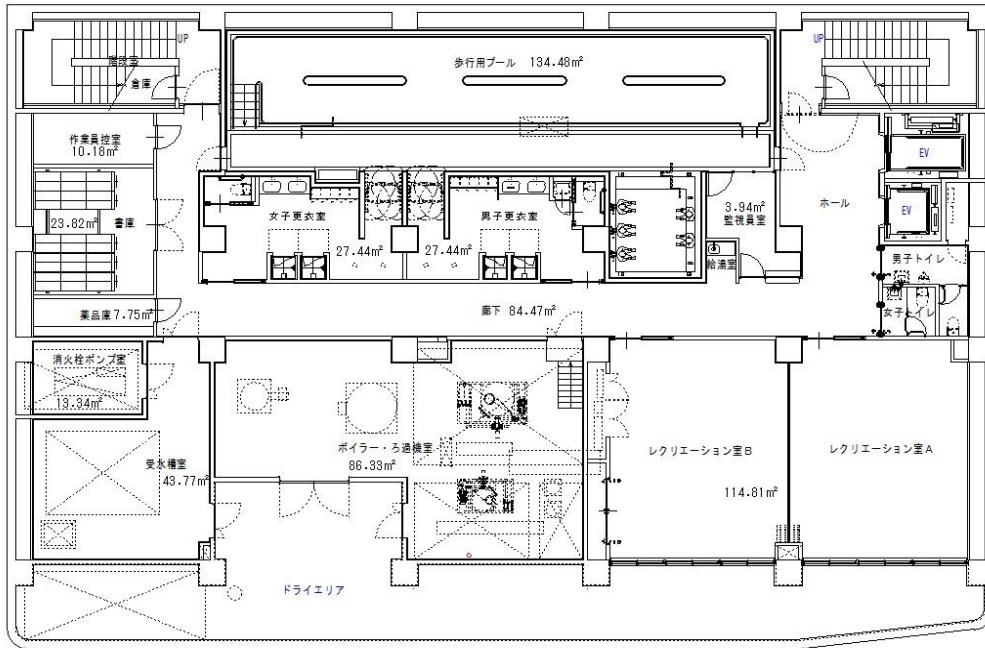 UP
階段室
倉庫
歩行用プール 134.48㎡
UP
作業員控室
10.18㎡
EV
23.82㎡
書庫
女子更衣室
27.44㎡
男子更衣室
27.44㎡
3.94㎡
監視員室
ホール
EV
給湯室
男子トイレ
薬品庫7.75㎡
廊下 84.47㎡
女子トイレ
消火栓ポンプ室
13.34㎡
受水槽室
43.77㎡
ボイラー・ろ過機室
86.33㎡
レクリエーション室B
レクリエーション室A
114.81㎡
ドライエリア